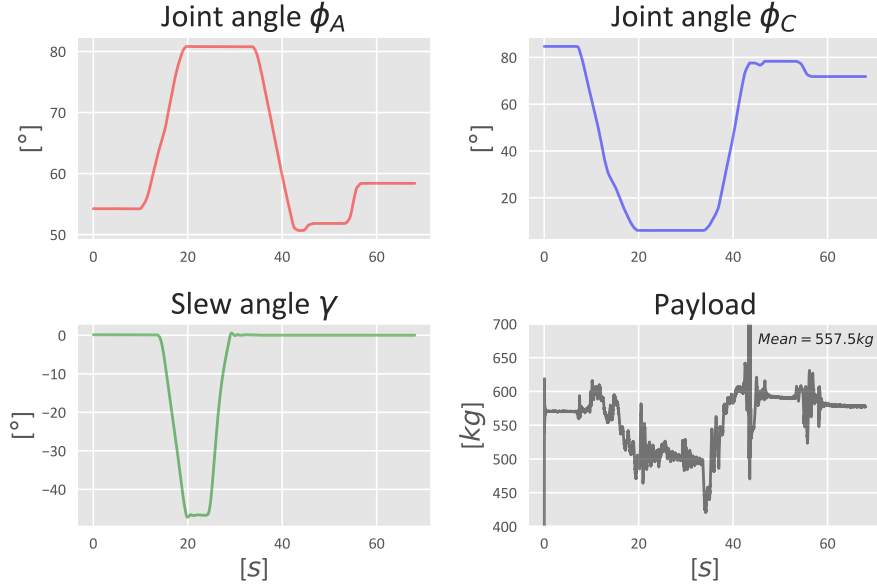 Joint angle ϕ_A
Joint angle ϕ_C
80
70
60
50
[°]
0 20 40 60
80
60
40
20
[°]
0 20 40 60
Slew angle γ
Payload
0
−10
−20
−30
−40
[°]
0 20 40 60
[s]
700
650
600
550
500
450
400
[kg]
Mean = 557.5kg
0 20 40 60
[s]